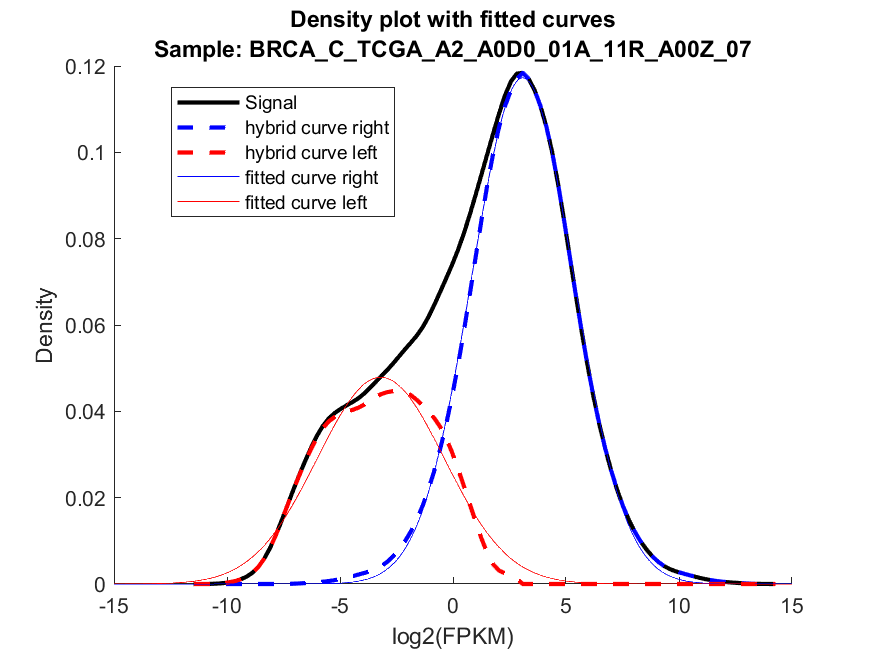 Density plot with fitted curves
Sample: BRCA_C_TCGA_A2_A0D0_01A_11R_A00Z_07
0.12
0.1
0.08
0.06
0.04
0.02
0
Density
Signal
hybrid curve right
hybrid curve left
fitted curve right
fitted curve left
-15 -10 -5 0 5 10 15
log2(FPKM)